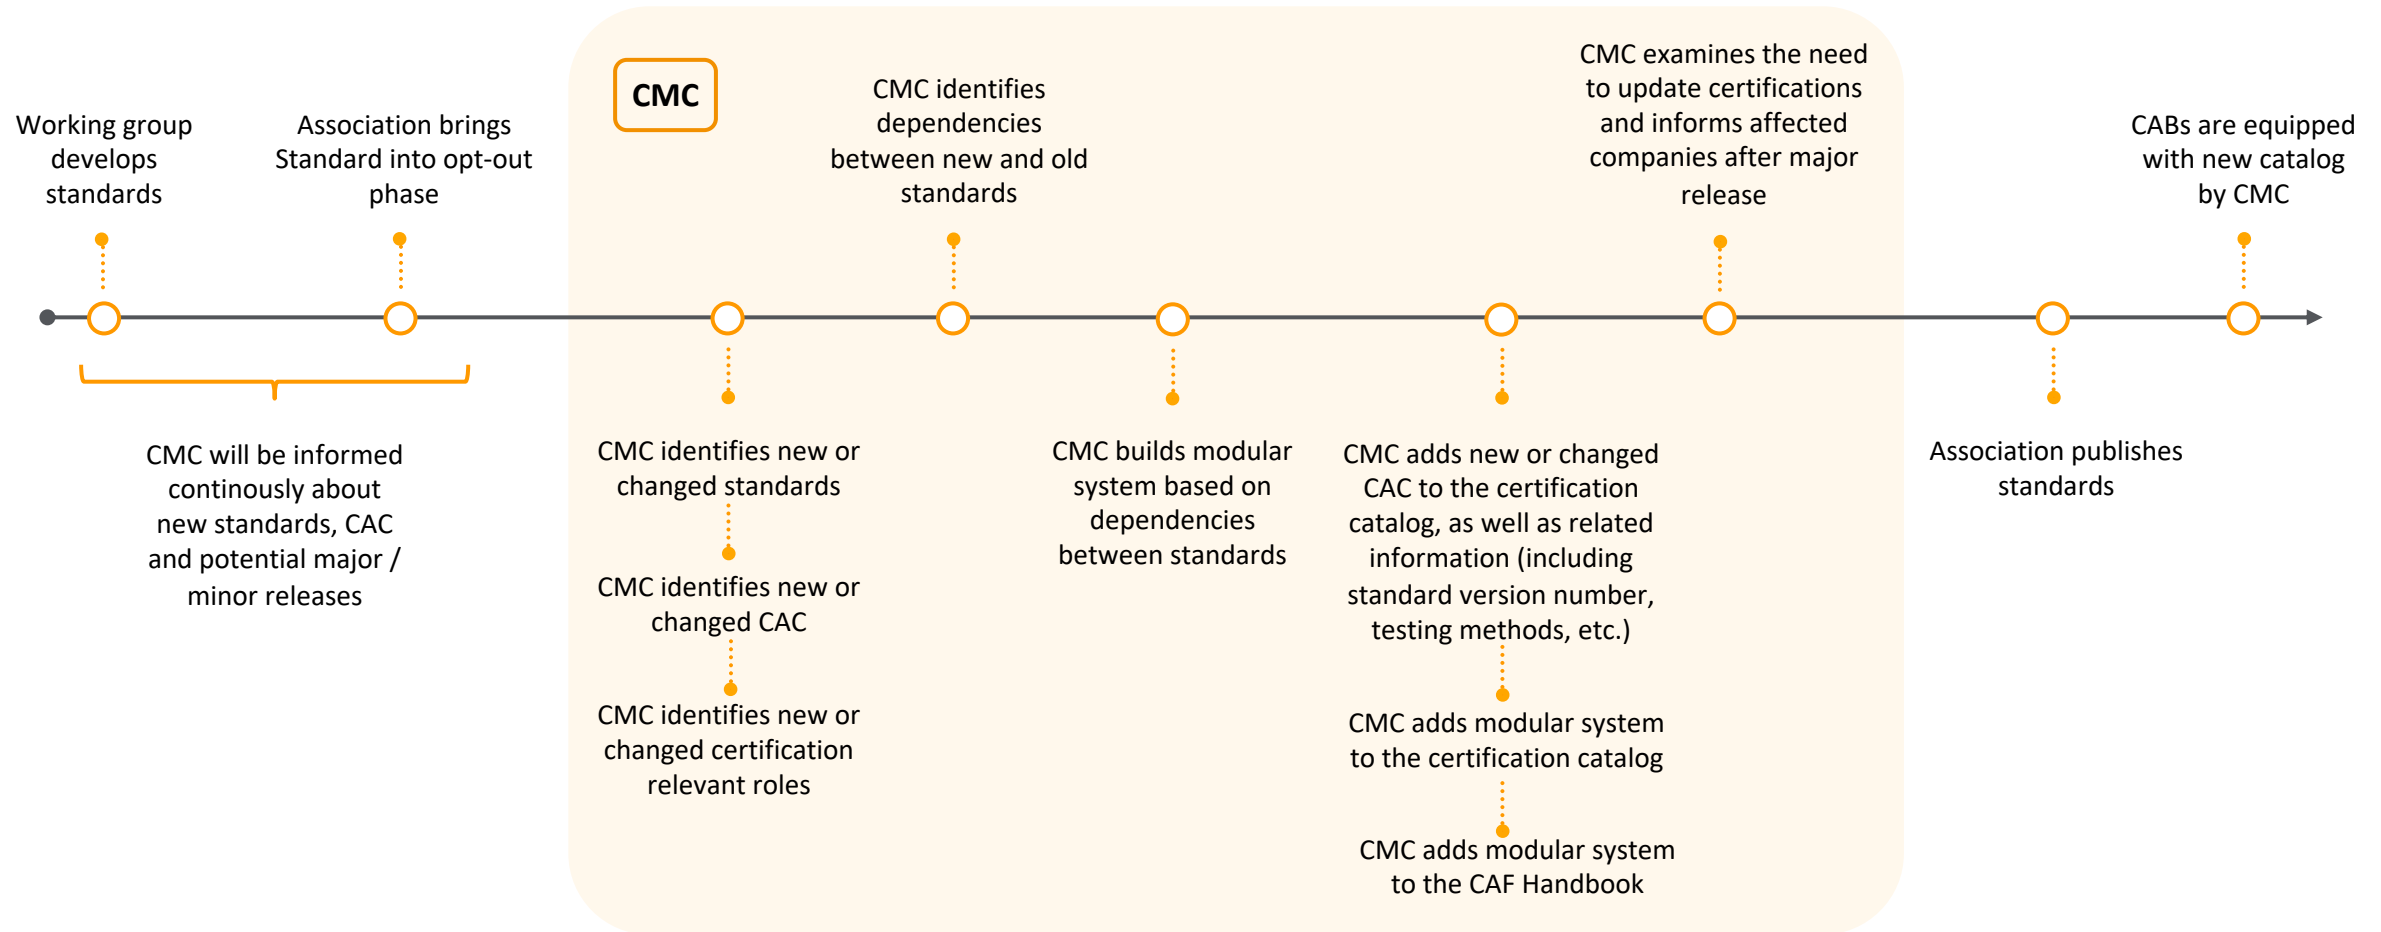 Working group
develops
standards
Association brings
Standard into opt-out
phase
CMC will be informed
continously about
new standards, CAC
and potential major /
minor releases
CMC
CMC identifies new or
changed standards
CMC identifies new or
changed CAC
CMC identifies new or
changed certification
relevant roles
CMC identifies
dependencies
between new and old
standards
CMC builds modular
system based on
dependencies
between standards
CMC adds new or changed
CAC to the certification
catalog, as well as related
information (including
standard version number,
testing methods, etc.)
CMC adds modular system
to the certification catalog
CMC adds modular system
to the CAF Handbook
CMC examines the need
to update certifications
and informs affected
companies after major
release
Association publishes
standards
CABs are equipped
with new catalog
by CMC